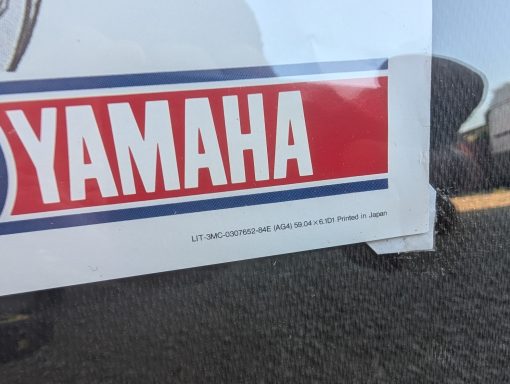 YAMAHA
LIT-3MC-0307652-84E (AG4) 59.04 × 6.1D1 Printed in Japan